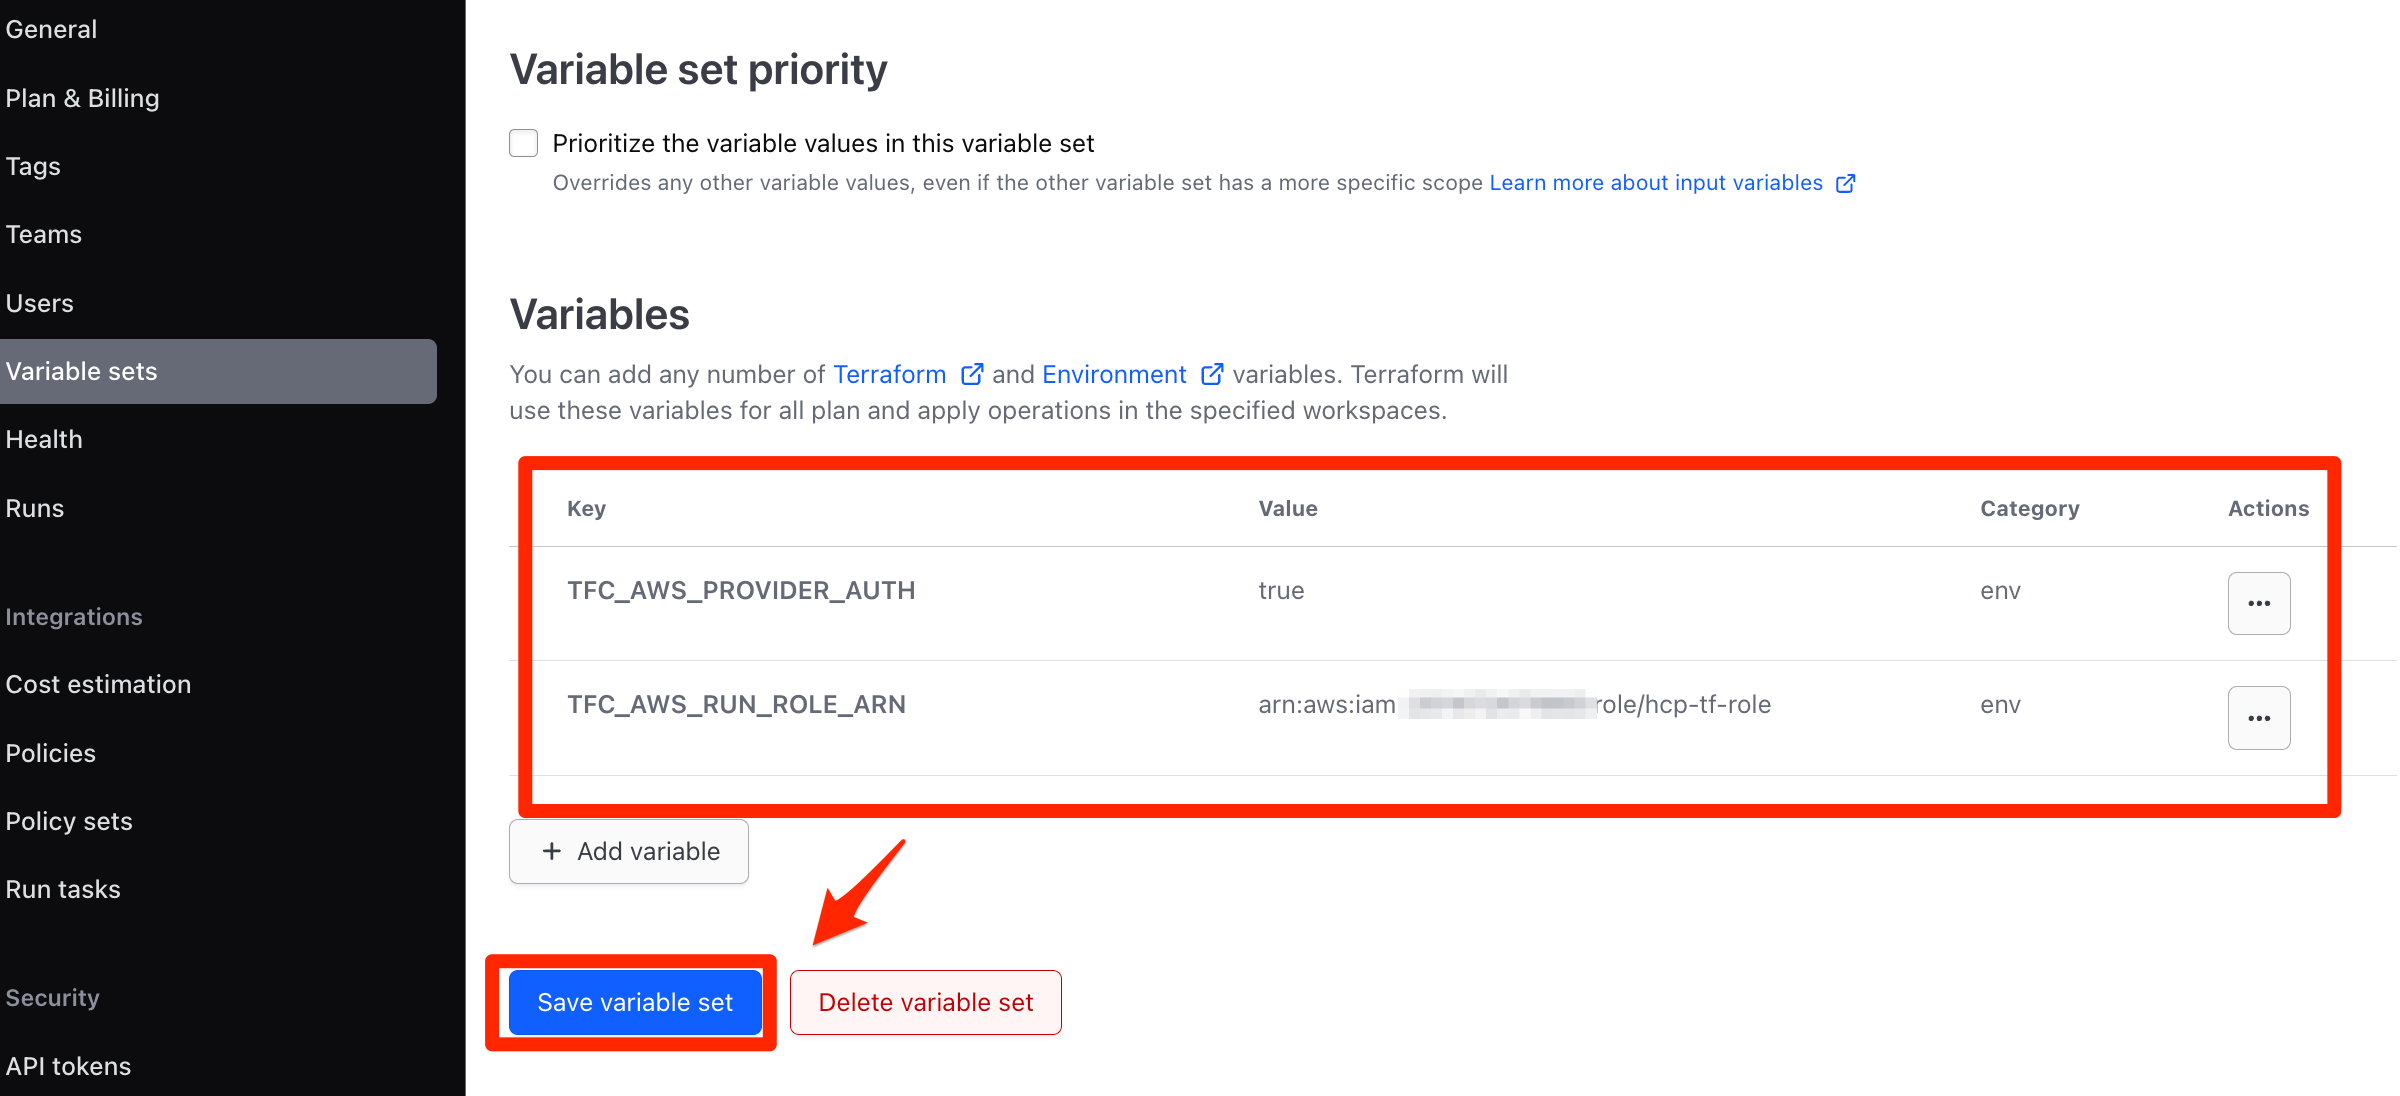 General
Plan & Billing
Tags
Teams
Users
Variable sets
Health
Runs
Integrations
Cost estimation
Policies
Policy sets
Run tasks
Security
API tokens
Variable set priority
Prioritize the variable values in this variable set
Overrides any other variable values, even if the other variable set has a more specific scope Learn more about input variables
Variables
You can add any number of Terraform and Environment variables. Terraform will
use these variables for all plan and apply operations in the specified workspaces.
Key Value Category Actions
TFC_AWS_PROVIDER_AUTH true env
TFC_AWS_RUN_ROLE_ARN arn:aws:iam role/hcp-tf-role env
+ Add variable
Save variable set Delete variable set